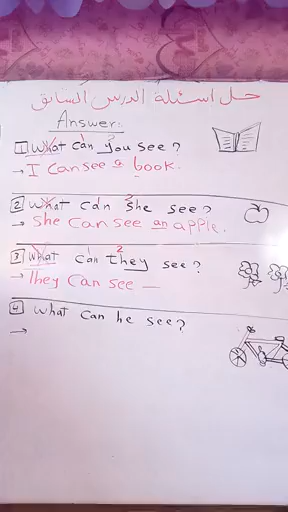 حل اسئلة الدرس السابق
Answer:
1 What can you see?
→ I can see a book.
2 What can she see?
→ She can see an apple.
3 What can they see?
→ They can see —
4 What can he see?
→